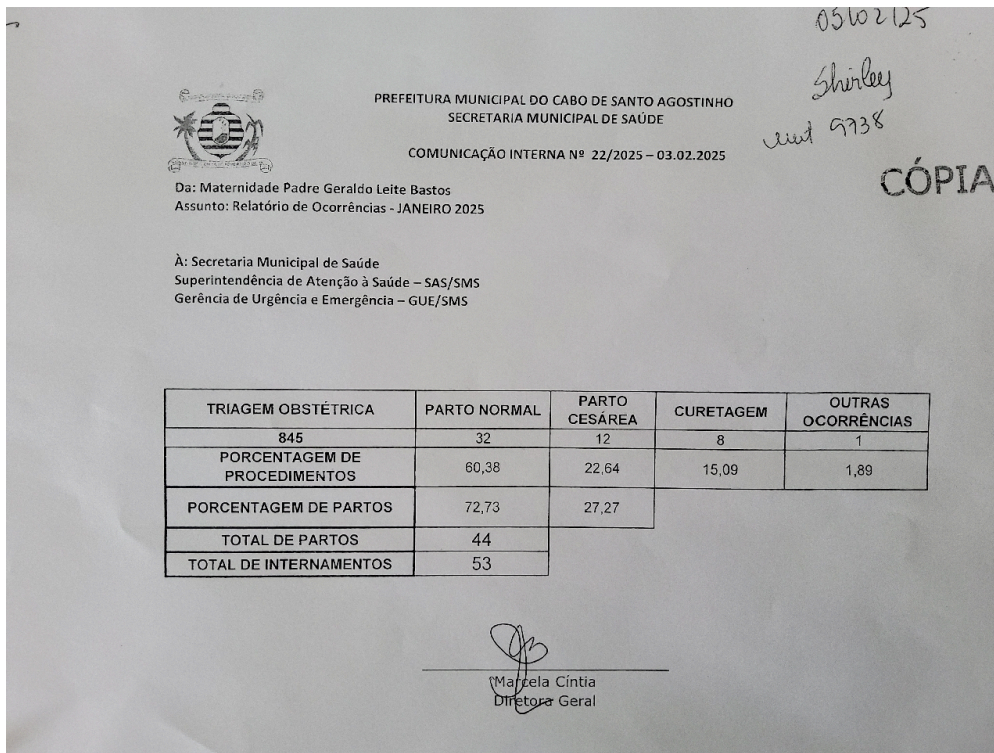 05/02/25
Shirley
mat 9738
PREFEITURA MUNICIPAL DO CABO DE SANTO AGOSTINHO
SECRETARIA MUNICIPAL DE SAÚDE
COMUNICAÇÃO INTERNA Nº 22/2025 – 03.02.2025
CÓPIA
Da: Maternidade Padre Geraldo Leite Bastos
Assunto: Relatório de Ocorrências - JANEIRO 2025
À: Secretaria Municipal de Saúde
Superintendência de Atenção à Saúde – SAS/SMS
Gerência de Urgência e Emergência – GUE/SMS
TRIAGEM OBSTÉTRICA PARTO NORMAL PARTO CESÁREA CURETAGEM OUTRAS OCORRÊNCIAS
845 32 12 8 1
PORCENTAGEM DE PROCEDIMENTOS 60,38 22,64 15,09 1,89
PORCENTAGEM DE PARTOS 72,73 27,27
TOTAL DE PARTOS 44
TOTAL DE INTERNAMENTOS 53
Marcela Cíntia
Diretora Geral